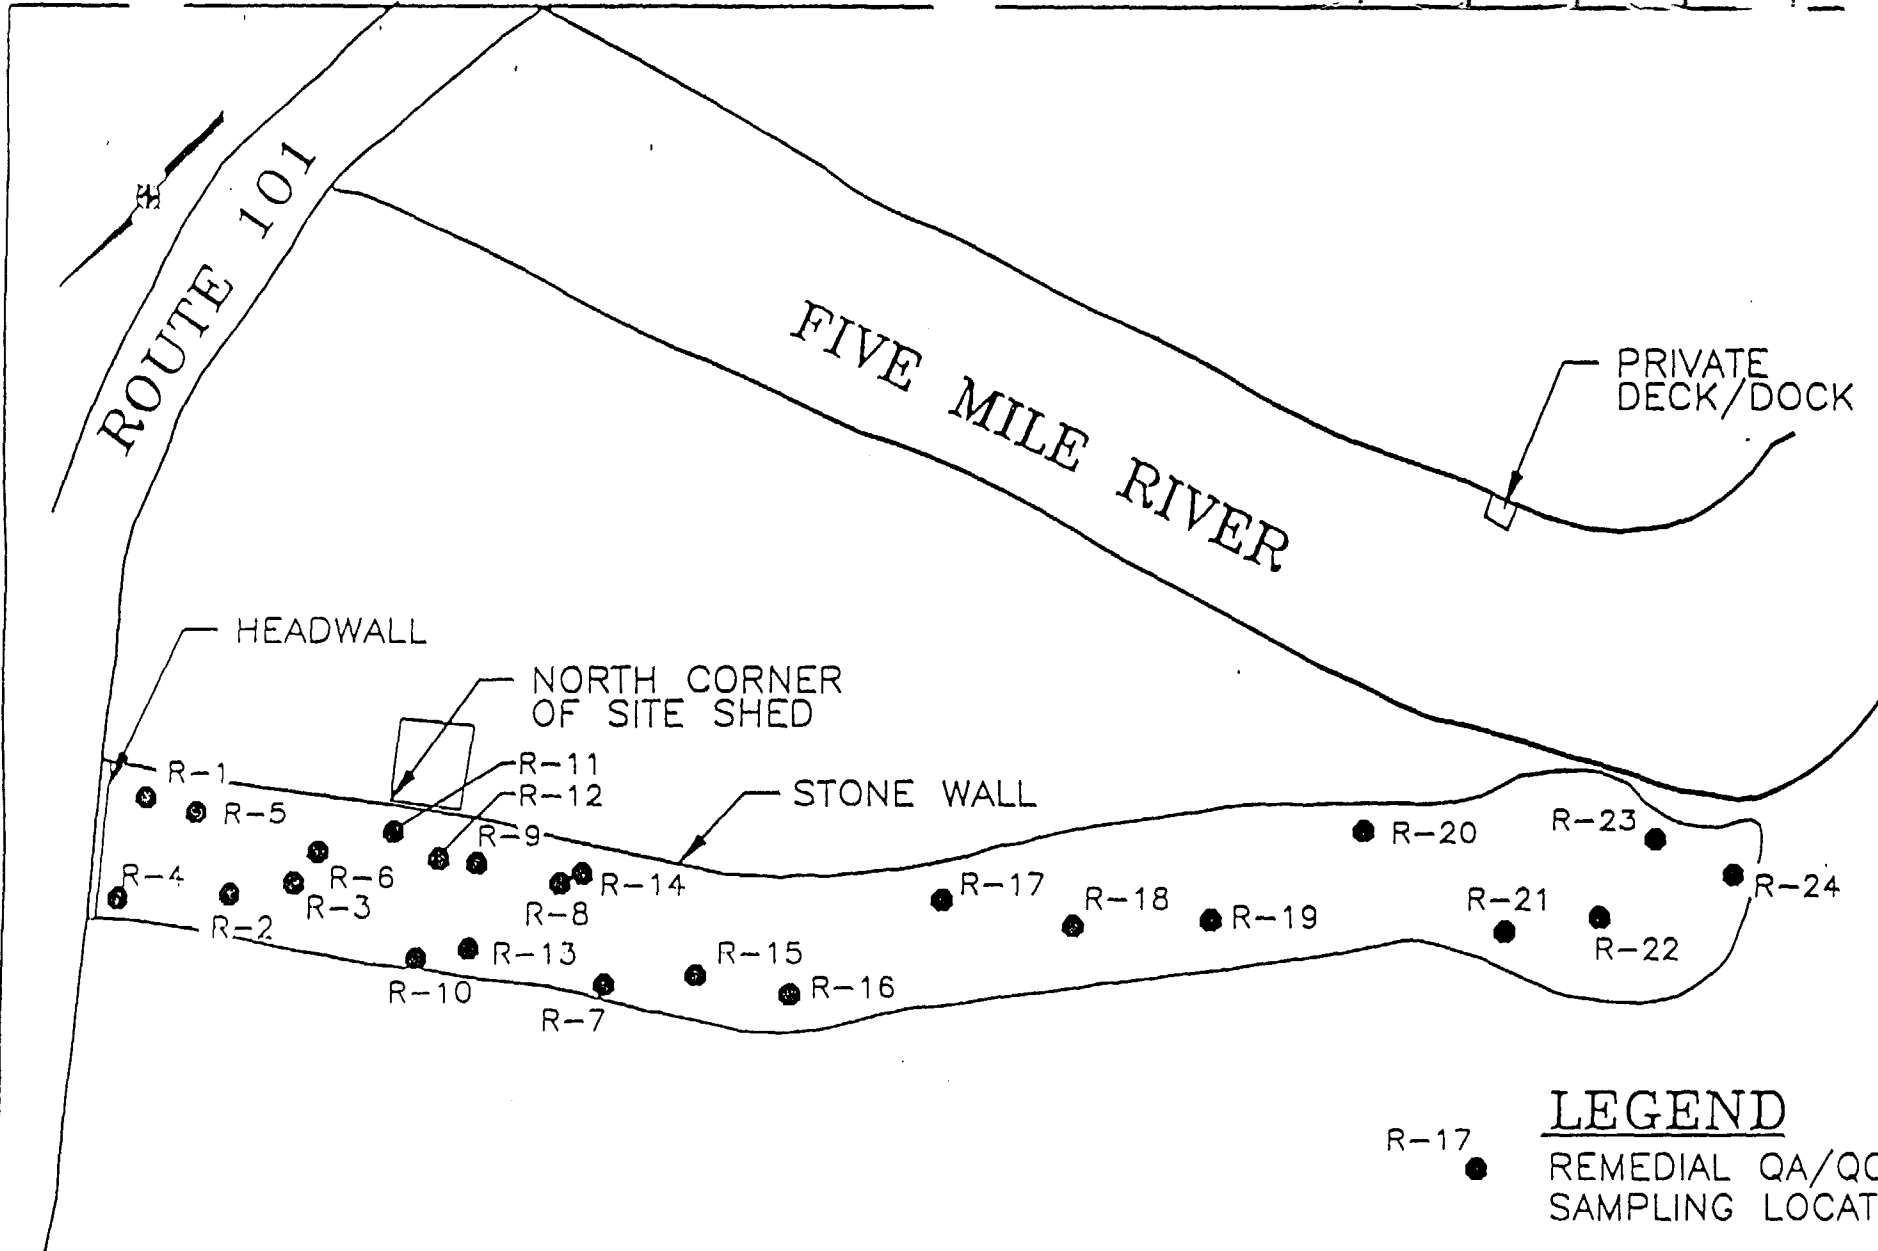 ROUTE 101
FIVE MILE RIVER
PRIVATE
DECK/DOCK
HEADWALL
NORTH CORNER
OF SITE SHED
R-11
R-1
R-12
STONE WALL
R-5
R-9
R-20
R-23
R-4
R-6
R-14
R-17
R-24
R-3
R-8
R-18
R-19
R-21
R-2
R-22
R-13
R-15
R-10
R-16
R-7
LEGEND
R-17
REMEDIAL QA/QC
SAMPLING LOCAT